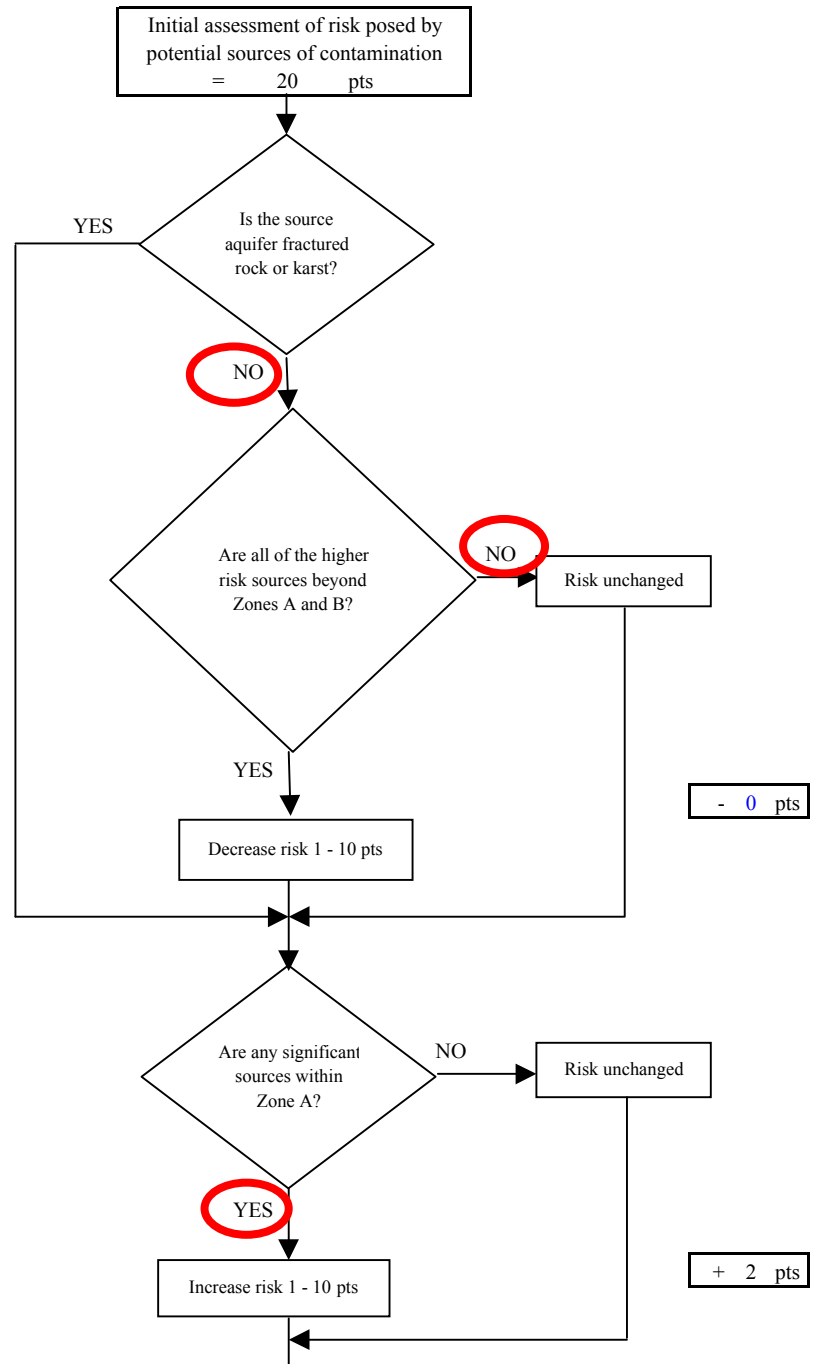 Initial assessment of risk posed by
potential sources of contamination
= 20 pts
YES
Is the source
aquifer fractured
rock or karst?
NO
Are all of the higher
risk sources beyond
Zones A and B?
NO
Risk unchanged
YES
- 0 pts
Decrease risk 1 - 10 pts
Are any significant
sources within
Zone A?
NO
Risk unchanged
YES
Increase risk 1 - 10 pts
+ 2 pts